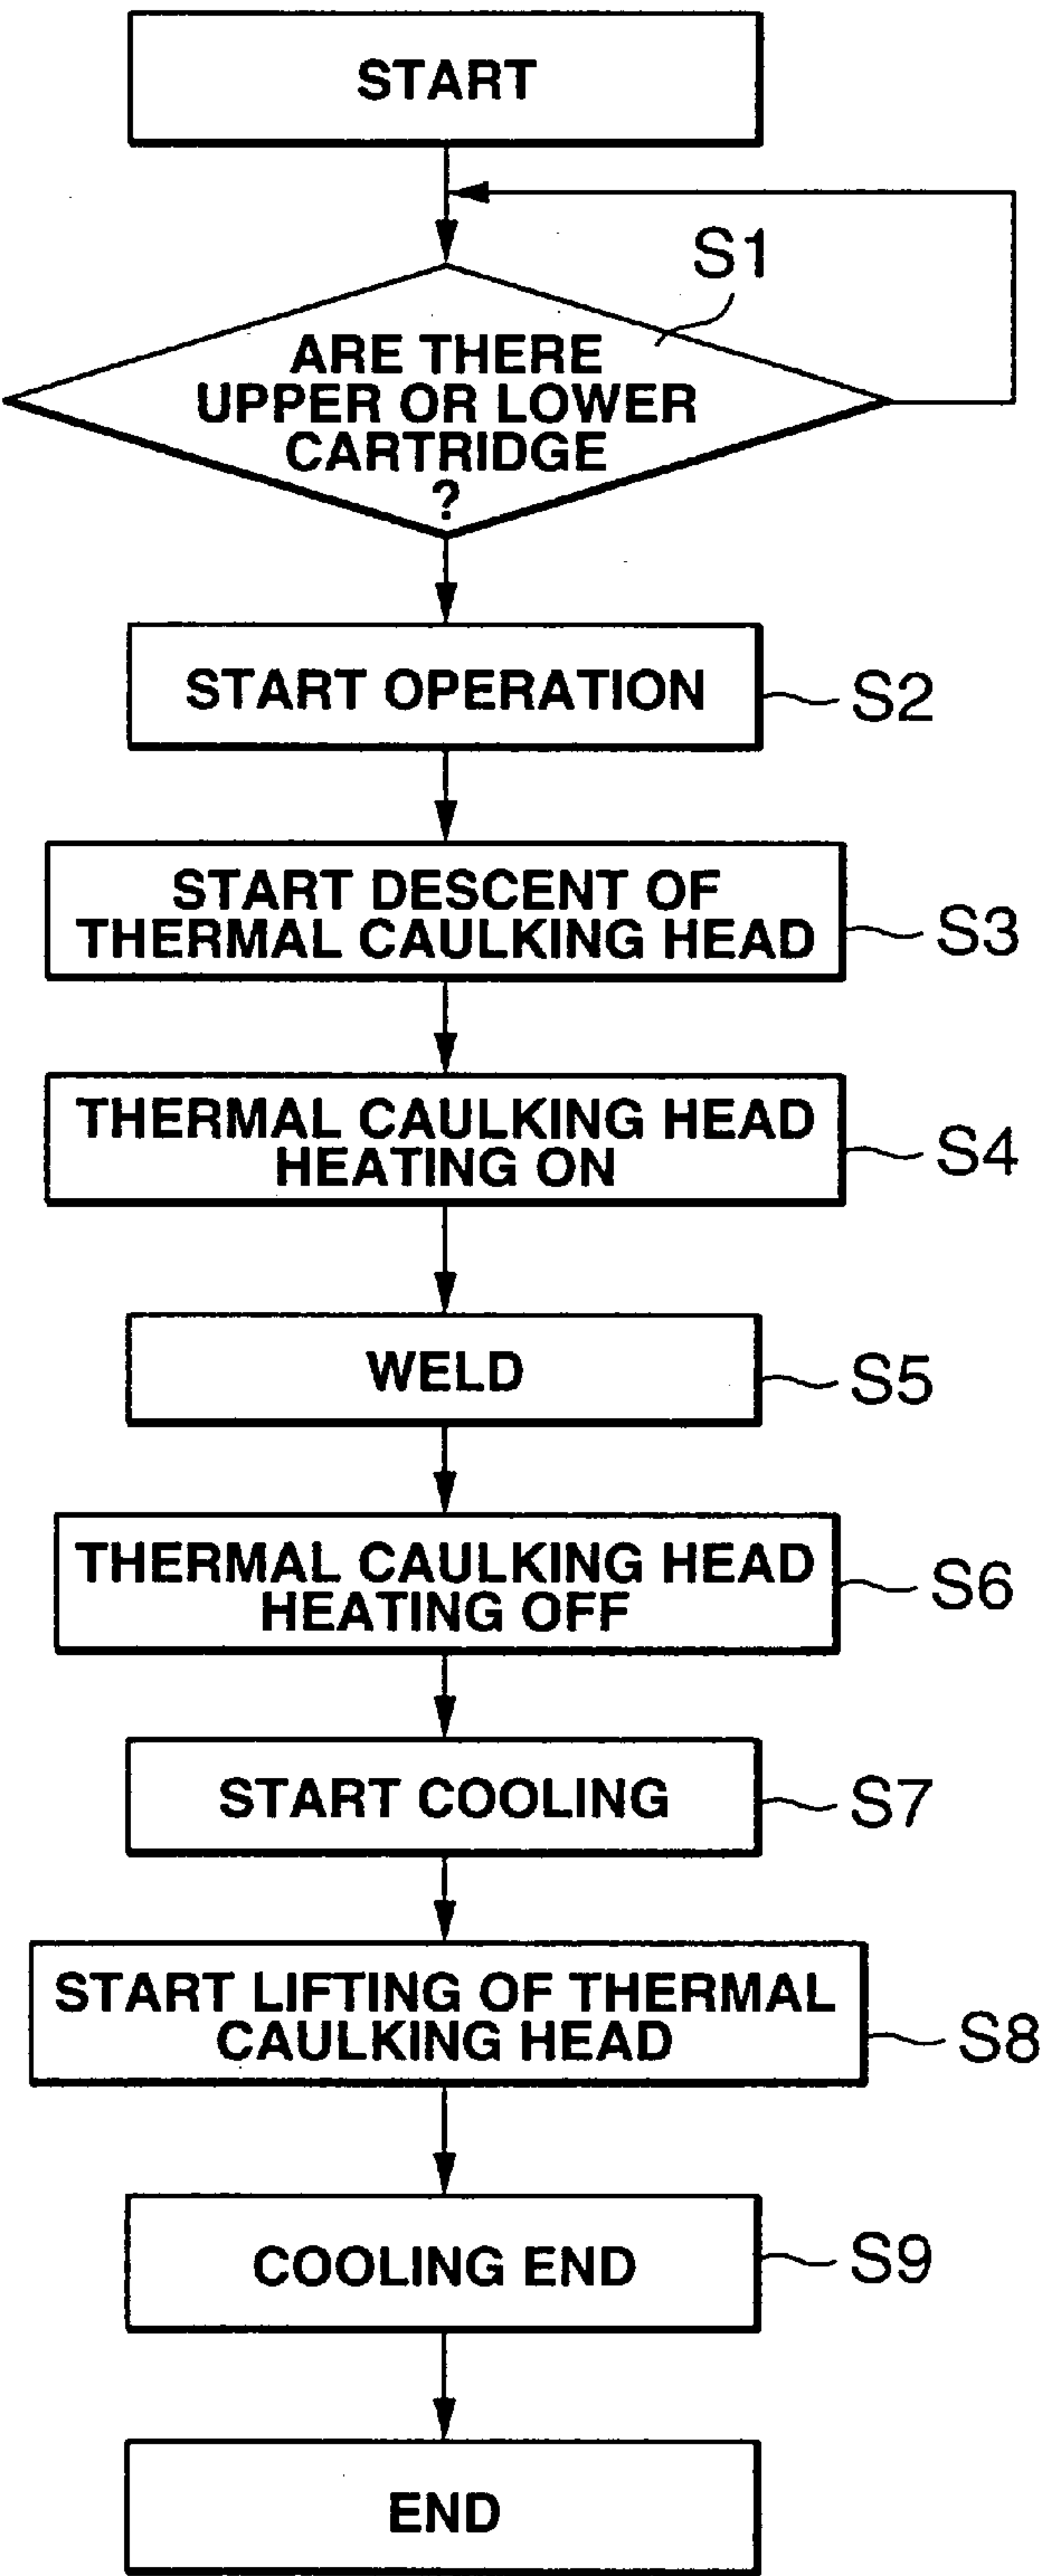 START
S1
ARE THERE
UPPER OR LOWER
CARTRIDGE
?
START OPERATION
S2
START DESCENT OF
THERMAL CAULKING HEAD
S3
THERMAL CAULKING HEAD
HEATING ON
S4
WELD
S5
THERMAL CAULKING HEAD
HEATING OFF
S6
START COOLING
S7
START LIFTING OF THERMAL
CAULKING HEAD
S8
COOLING END
S9
END